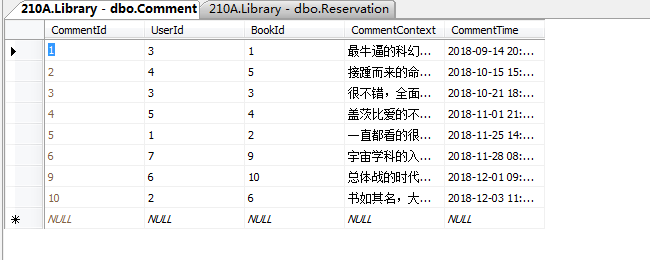 210A.Library - dbo.Comment 210A.Library - dbo.Reservation
CommentId UserId BookId CommentContext CommentTime
1 3 1 最牛逼的科幻... 2018-09-14 20:...
2 4 5 接踵而来的命... 2018-10-15 15:...
3 3 3 很不错，全面... 2018-10-21 18:...
4 5 4 盖茨比爱的不... 2018-11-01 21:...
5 1 2 一直都看的很... 2018-11-25 14:...
6 7 9 宇宙学科的入... 2018-11-28 08:...
9 6 10 总体战的时代... 2018-12-01 09:...
10 2 6 书如其名，大... 2018-12-03 11:...
NULL NULL NULL NULL NULL